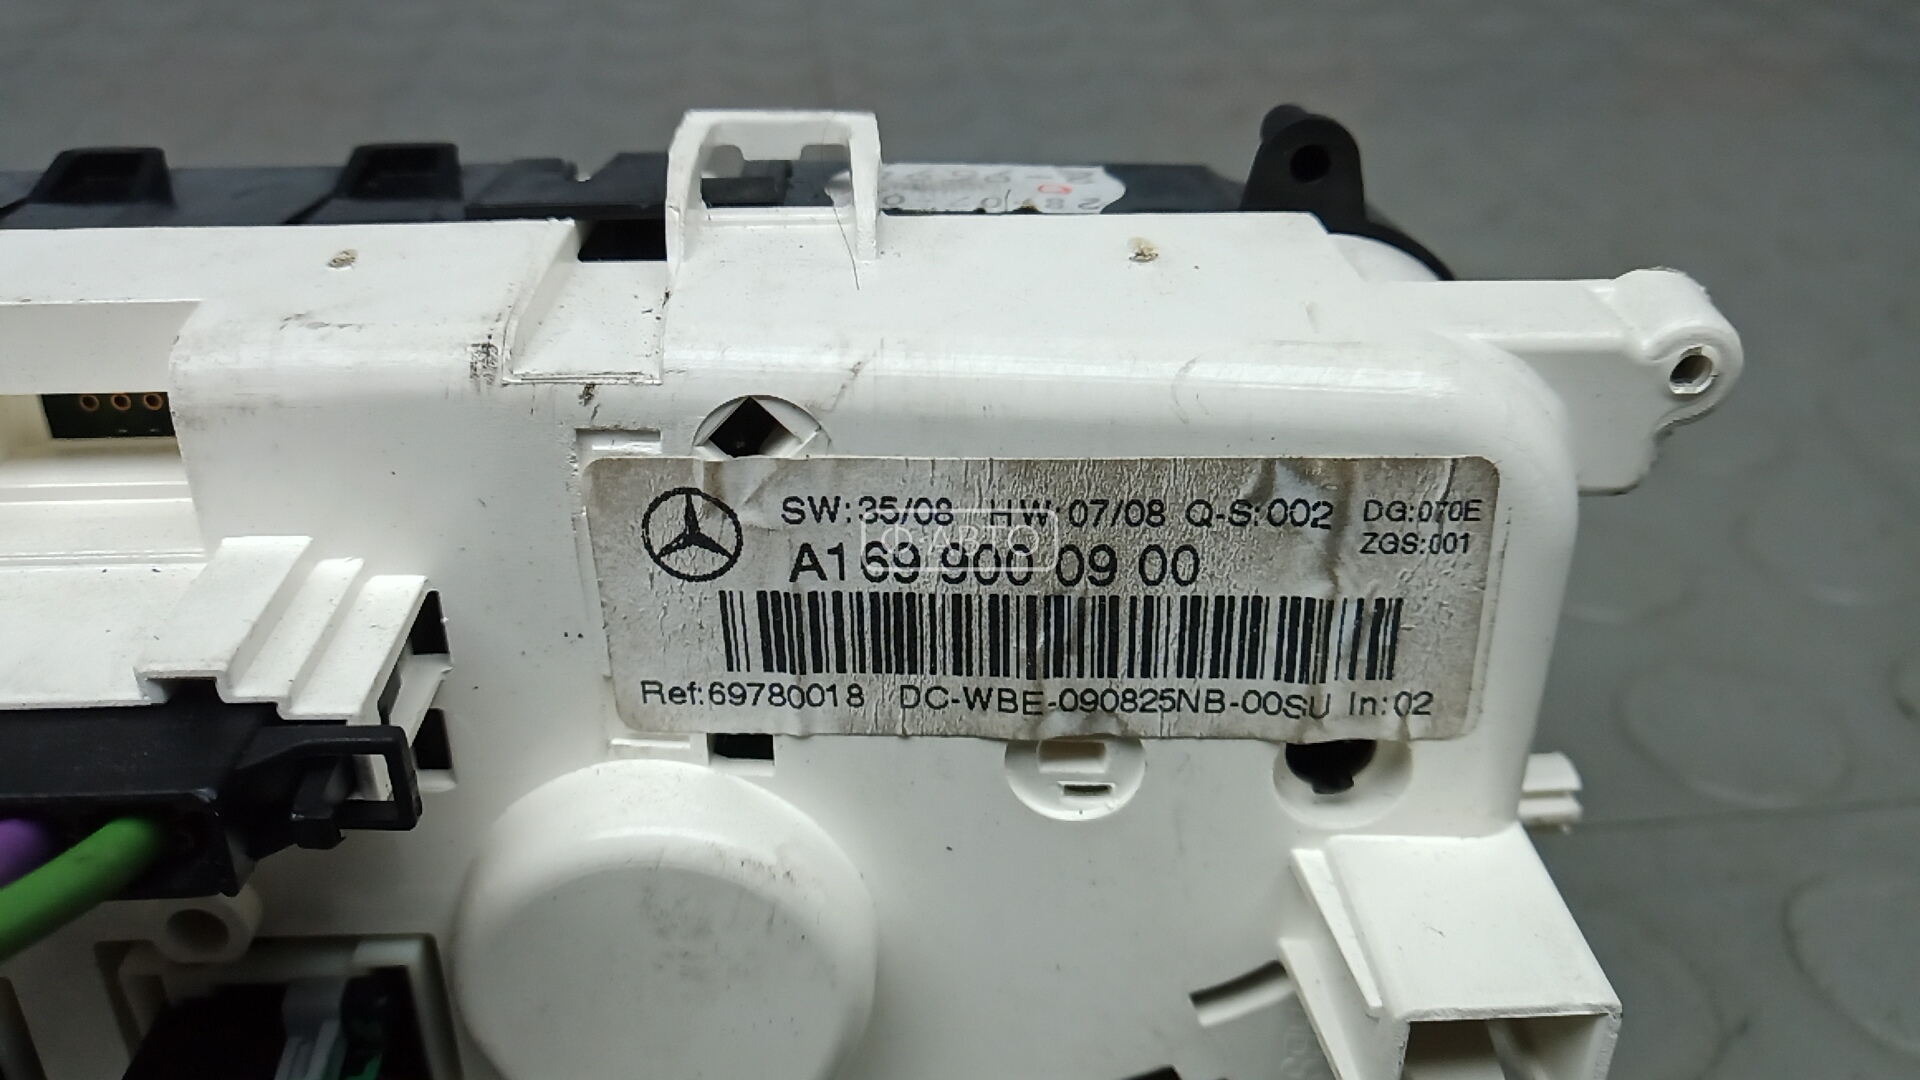 SW:35/08 HW:07/08 Q-S:002 DG:070E
ZGS:001
Ф-АВТО
A169 900 09 00
Ref:69780018 DC-WBE-090825NB-00SU In:02